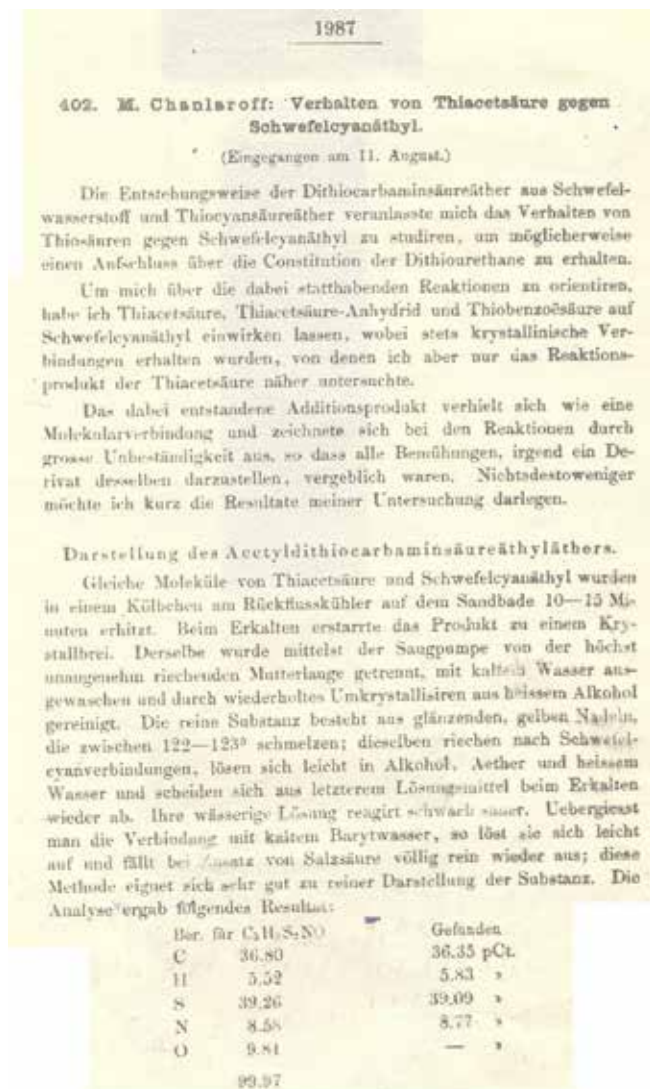 1987
402. M. Chanlaroff: Verhalten von Thiacetsäure gegen
Schwefelcyanäthyl.
(Eingegangen am 11. August.)
Die Entstehungsweise der Dithiocarbaminsäureäther aus Schwefel-
wasserstoff und Thiocyansäureäther veranlasste mich das Verhalten von
Thiosäuren gegen Schwefelcyanäthyl zu studiren, um möglicherweise
einen Aufschluss über die Constitution der Dithiourethane zu erhalten.
Um mich über die dabei statthabenden Reaktionen zu orientiren,
habe ich Thiacetsäure, Thiacetsäure-Anhydrid und Thiobenzoësäure auf
Schwefelcyanäthyl einwirken lassen, wobei stets krystallinische Ver-
bindungen erhalten wurden, von denen ich aber nur das Reaktions-
produkt der Thiacetsäure näher untersuchte.
Das dabei entstandene Additionsprodukt verhielt sich wie eine
Molekularverbindung und zeichnete sich bei den Reaktionen durch
grosse Unbeständigkeit aus, so dass alle Bemühungen, irgend ein De-
rivat desselben darzustellen, vergeblich waren. Nichtsdestoweniger
möchte ich kurz die Resultate meiner Untersuchung darlegen.
Darstellung des Acetyldithiocarbaminsäureäthyläthers.
Gleiche Moleküle von Thiacetsäure und Schwefelcyanäthyl wurden
in einem Kölbchen am Rückflusskühler auf dem Sandbade 10—15 Mi-
nuten erhitzt. Beim Erkalten erstarrte das Produkt zu einem Kry-
stallbrei. Derselbe wurde mittelst der Saugpumpe von der höchst
unangenehm riechenden Mutterlauge getrennt, mit kaltem Wasser aus-
gewaschen und durch wiederholtes Umkrystallisiren aus heissem Alkohol
gereinigt. Die reine Substanz besteht aus glänzenden, gelben Nadeln,
die zwischen 122—123° schmelzen; dieselben riechen nach Schwefel-
cyanverbindungen, lösen sich leicht in Alkohol, Aether und heissem
Wasser und scheiden sich aus letzterem Lösungsmittel beim Erkalten
wieder ab. Ihre wässerige Lösung reagirt schwach sauer. Uebergiesst
man die Verbindung mit kaltem Barytwasser, so löst sie sich leicht
auf und fällt bei Zusatz von Salzsäure völlig rein wieder aus; diese
Methode eignet sich sehr gut zu reiner Darstellung der Substanz. Die
Analyse ergab folgendes Resultat:
Ber. für C₅H₉S₂NO Gefunden
C 36.80 36.35 pCt.
H 5.52 5.83 »
S 39.26 39.09 »
N 8.58 8.77 »
O 9.81 — »
99.97